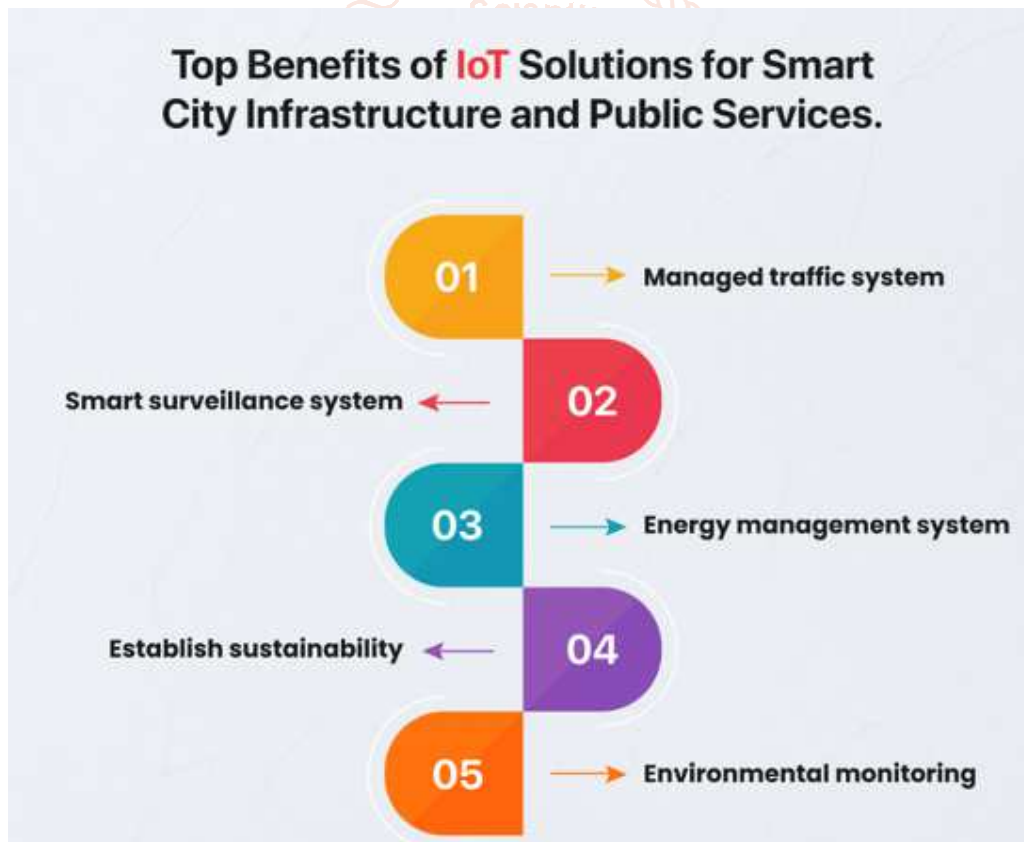 Top Benefits of IoT Solutions for Smart
City Infrastructure and Public Services.
01
Managed traffic system
Smart surveillance system
02
03
Energy management system
Establish sustainability
04
05
Environmental monitoring